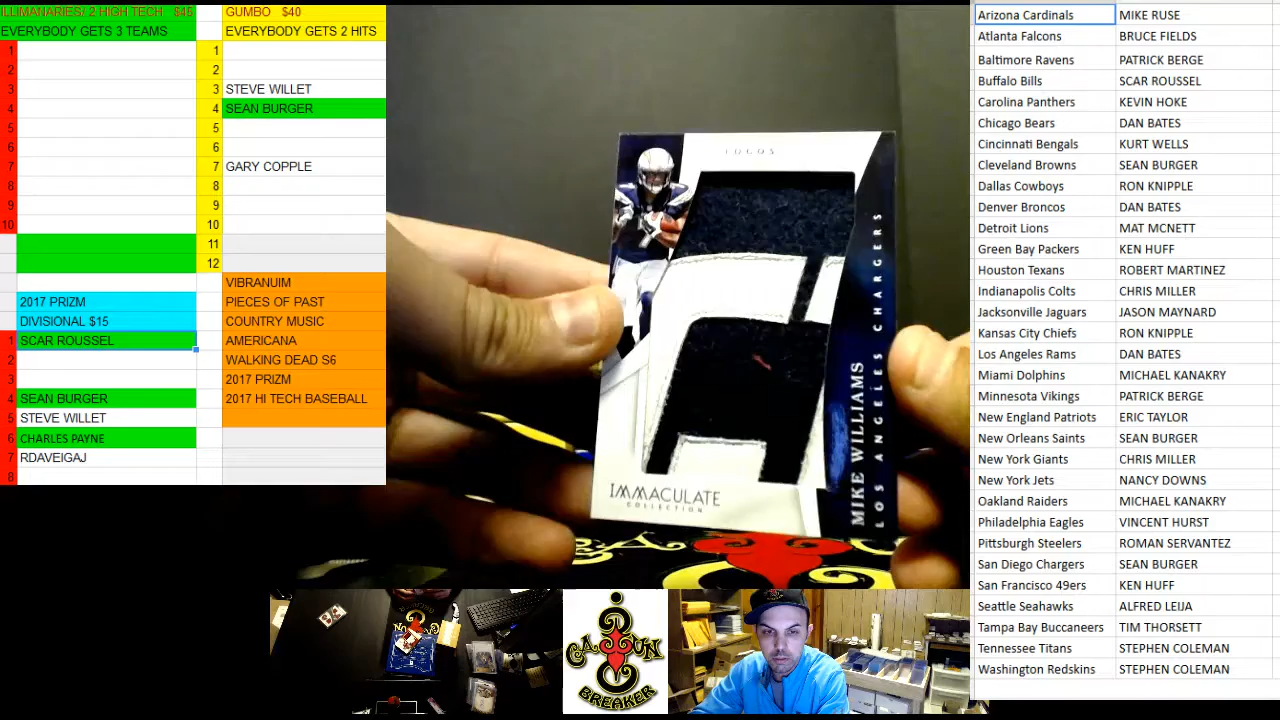 ILLIMANARIES/ 2 HIGH TECH $45
EVERYBODY GETS 3 TEAMS
1
2
3
4
5
6
7
8
9
10
2017 PRIZM
DIVISIONAL $15
1 SCAR ROUSSEL
2
3
4 SEAN BURGER
5 STEVE WILLET
6 CHARLES PAYNE
7 RDAVEIGAJ
8
GUMBO $40
EVERYBODY GETS 2 HITS
1
2
3 STEVE WILLET
4 SEAN BURGER
5
6
7 GARY COPPLE
8
9
10
11
12
VIBRANUIM
PIECES OF PAST
COUNTRY MUSIC
AMERICANA
WALKING DEAD S6
2017 PRIZM
2017 HI TECH BASEBALL
IMMACULATE
COLLECTION
MIKE WILLIAMS
LOS ANGELES CHARGERS
CAJUN
BREAKER
Arizona Cardinals MIKE RUSE
Atlanta Falcons BRUCE FIELDS
Baltimore Ravens PATRICK BERGE
Buffalo Bills SCAR ROUSSEL
Carolina Panthers KEVIN HOKE
Chicago Bears DAN BATES
Cincinnati Bengals KURT WELLS
Cleveland Browns SEAN BURGER
Dallas Cowboys RON KNIPPLE
Denver Broncos DAN BATES
Detroit Lions MAT MCNETT
Green Bay Packers KEN HUFF
Houston Texans ROBERT MARTINEZ
Indianapolis Colts CHRIS MILLER
Jacksonville Jaguars JASON MAYNARD
Kansas City Chiefs RON KNIPPLE
Los Angeles Rams DAN BATES
Miami Dolphins MICHAEL KANAKRY
Minnesota Vikings PATRICK BERGE
New England Patriots ERIC TAYLOR
New Orleans Saints SEAN BURGER
New York Giants CHRIS MILLER
New York Jets NANCY DOWNS
Oakland Raiders MICHAEL KANAKRY
Philadelphia Eagles VINCENT HURST
Pittsburgh Steelers ROMAN SERVANTEZ
San Diego Chargers SEAN BURGER
San Francisco 49ers KEN HUFF
Seattle Seahawks ALFRED LEIJA
Tampa Bay Buccaneers TIM THORSETT
Tennessee Titans STEPHEN COLEMAN
Washington Redskins STEPHEN COLEMAN